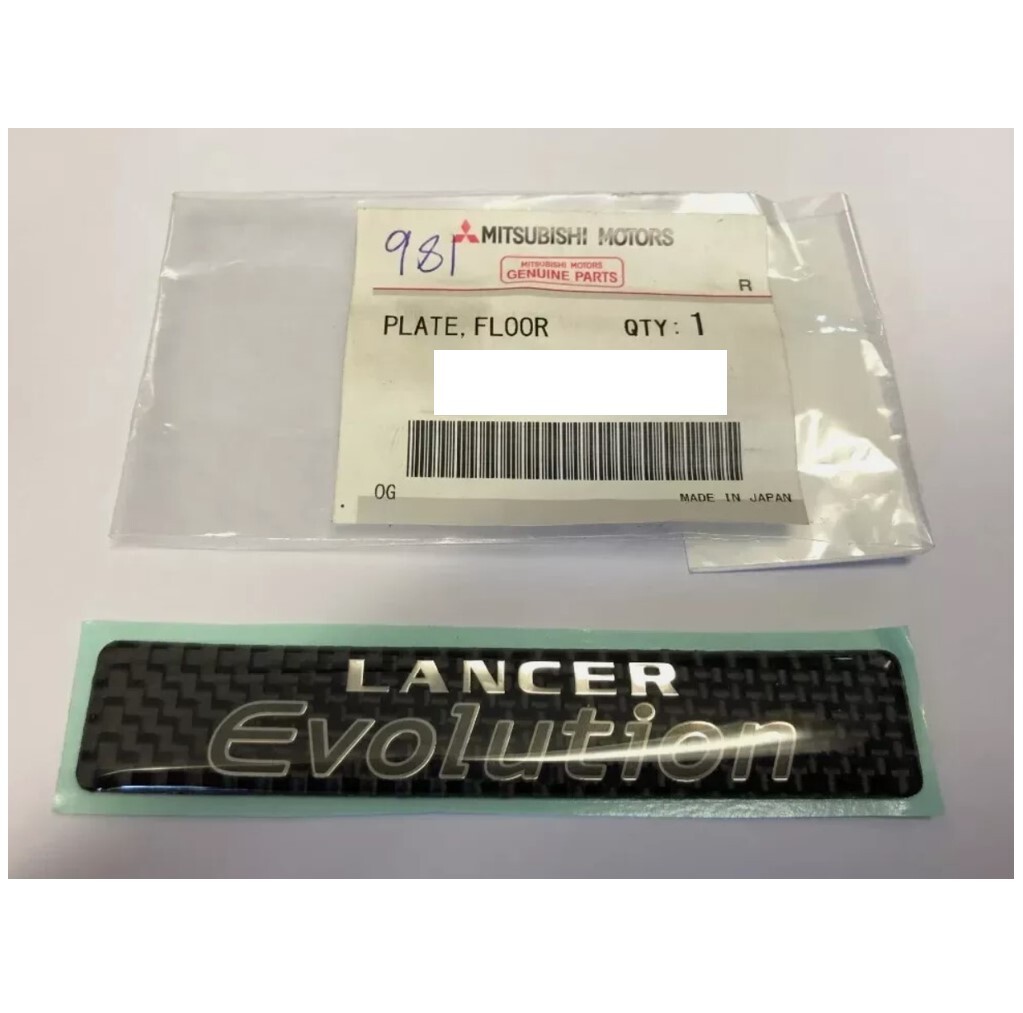 981
MITSUBISHI MOTORS
MITSUBISHI MOTORS
GENUINE PARTS
R
PLATE, FLOOR QTY: 1
OG MADE IN JAPAN
LANCER
Evolution